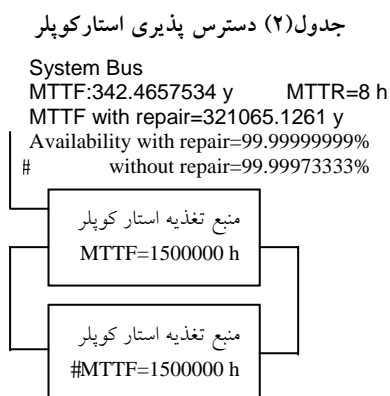 جدول(۲) دسترس پذیری استارکوپلر
System Bus
MTTF:342.4657534 y MTTR=8 h
MTTF with repair=321065.1261 y
Availability with repair=99.99999999%
# without repair=99.99973333%
منبع تغذیه استار کوپلر
MTTF=1500000 h
منبع تغذیه استار کوپلر
#MTTF=1500000 h